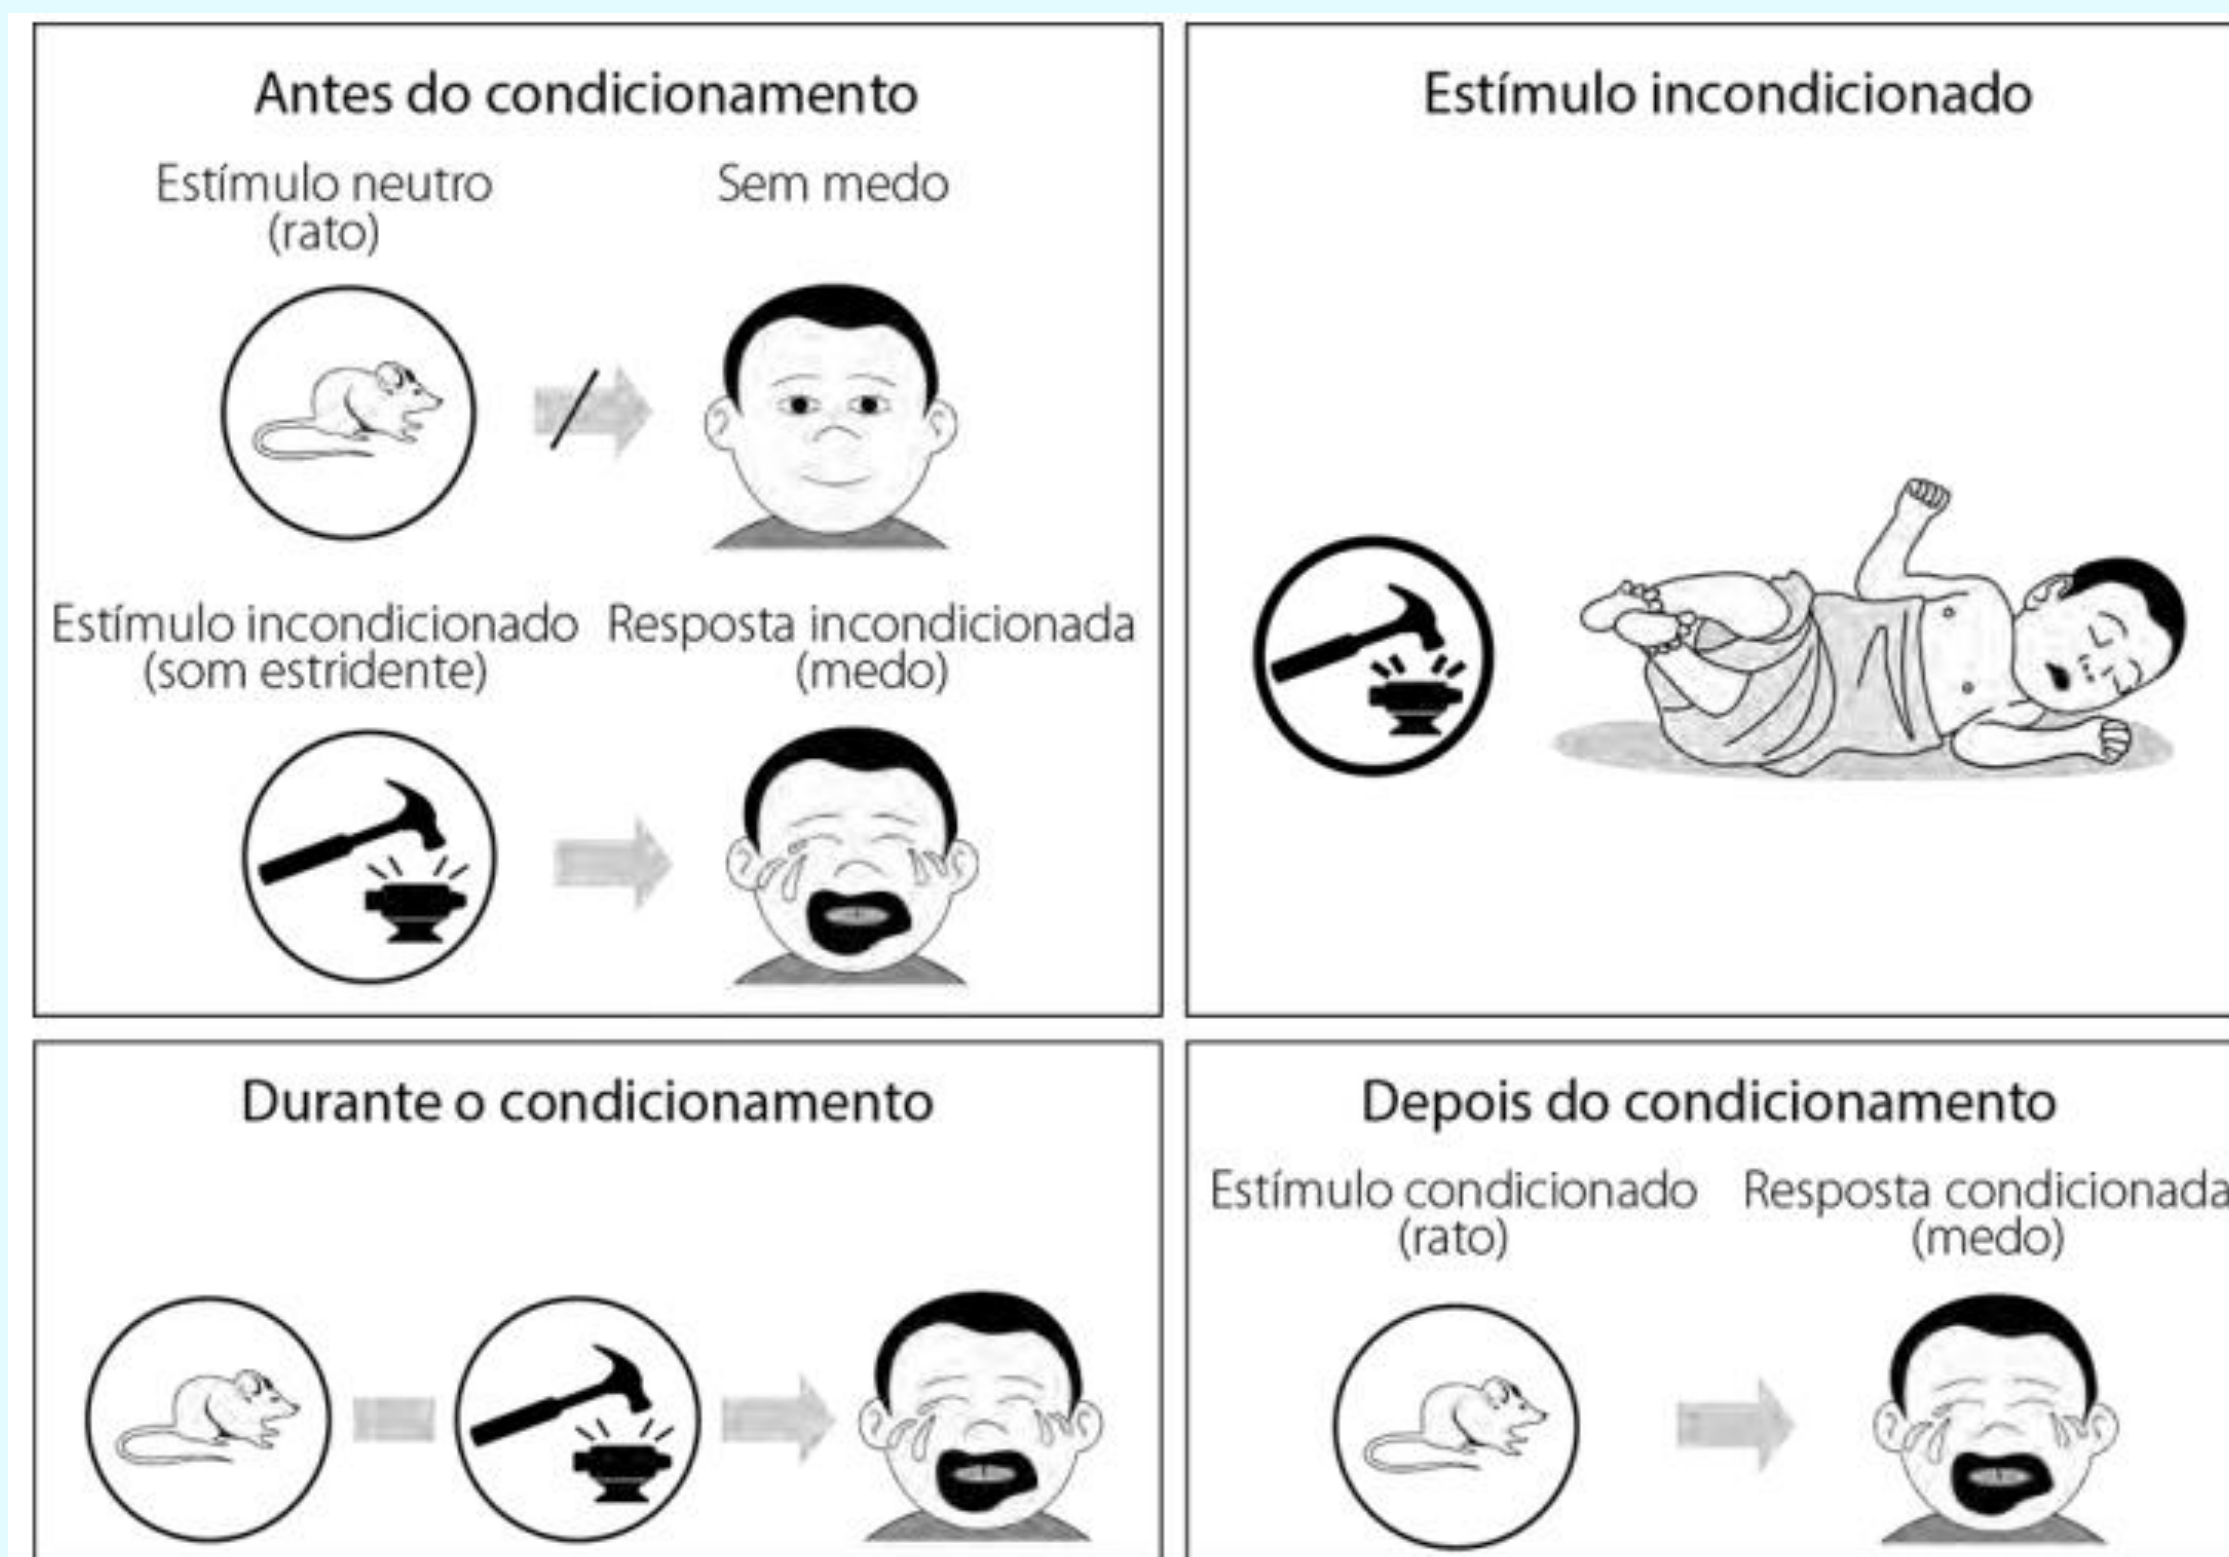 Antes do condicionamento
Estímulo neutro
(rato)
Sem medo
Estímulo incondicionado
(som estridente)
Resposta incondicionada
(medo)
Estímulo incondicionado
Durante o condicionamento
Depois do condicionamento
Estímulo condicionado
(rato)
Resposta condicionada
(medo)